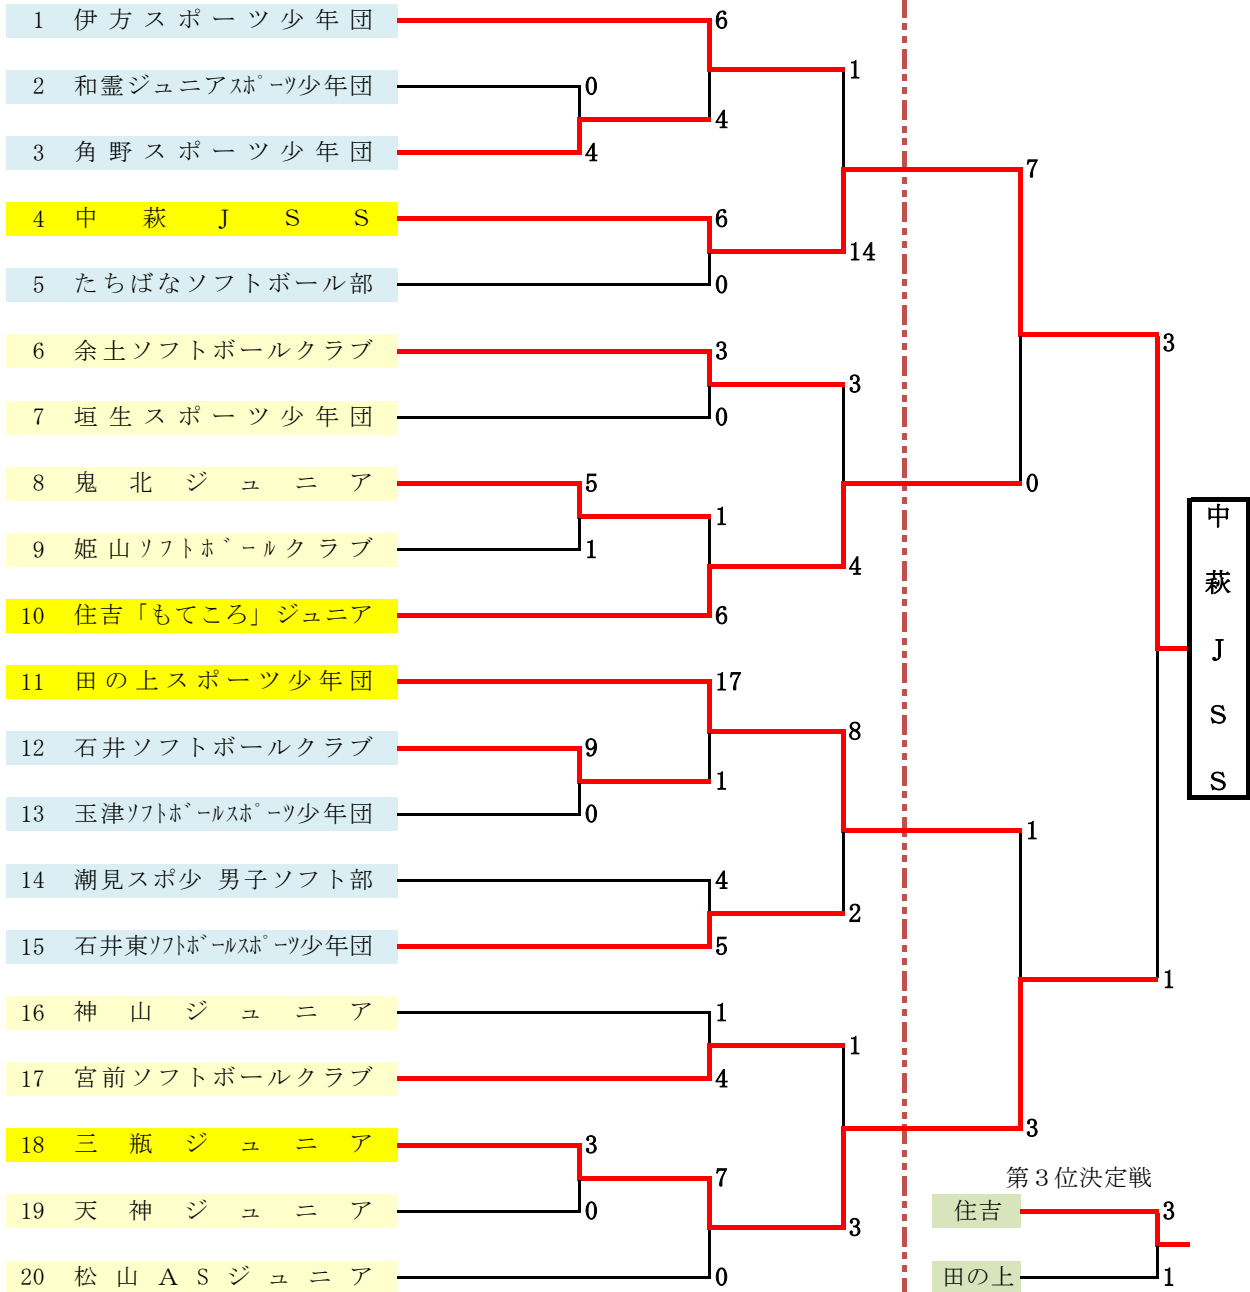 1 伊方スポーツ少年団
6
2 和霊ジュニアｽﾎﾟｰﾂ少年団
0
1
4
3 角野スポーツ少年団
4
7
4 中萩ＪＳＳ
6
14
5 たちばなソフトボール部
0
3
6 余土ソフトボールクラブ
3
3
7 垣生スポーツ少年団
0
8 鬼北ジュニア
5
0
1
9 姫山ｿﾌﾄﾎﾞｰﾙクラブ
1
4
10 住吉「もてころ」ジュニア
6
中萩ＪＳＳ
11 田の上スポーツ少年団
17
8
12 石井ソフトボールクラブ
9
1
13 玉津ｿﾌﾄﾎﾞｰﾙｽﾎﾟｰﾂ少年団
0
1
14 潮見スポ少 男子ソフト部
4
2
15 石井東ｿﾌﾄﾎﾞｰﾙｽﾎﾟｰﾂ少年団
5
1
16 神山ジュニア
1
1
17 宮前ソフトボールクラブ
4
3
18 三瓶ジュニア
3
7
19 天神ジュニア
0
3
20 松山ＡＳジュニア
0
第３位決定戦
住吉
3
田の上
1